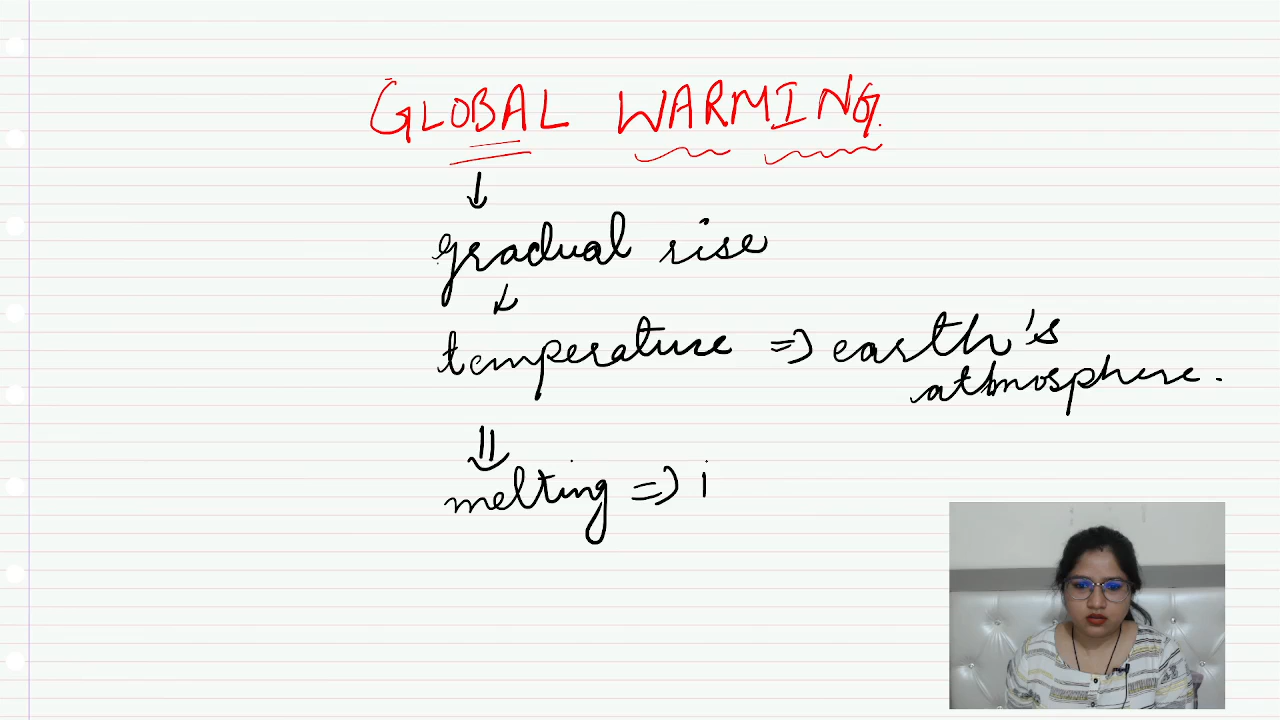 GLOBAL WARMING.
↓
gradual rise
↓
temperature => earth's
atmosphere.
⇓
melting => i